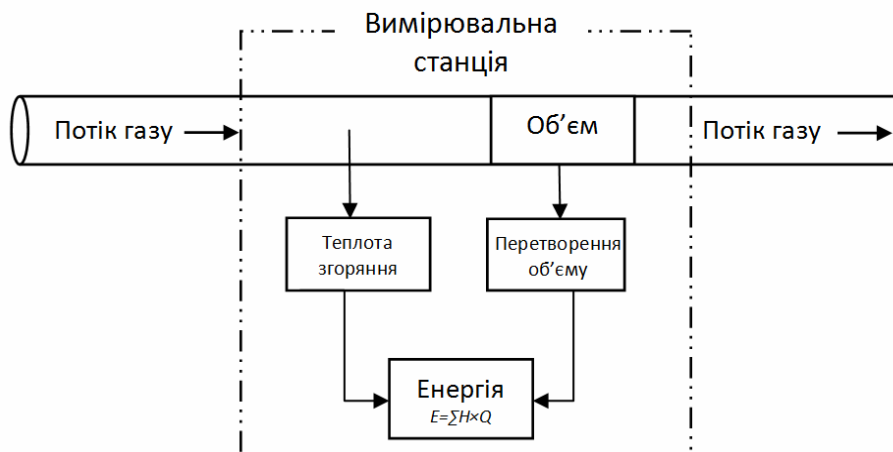 Вимірювальна
станція
Потік газу
Об’єм
Потік газу
Теплота
згоряння
Перетворення
об’єму
Енергія
E=∑H×Q